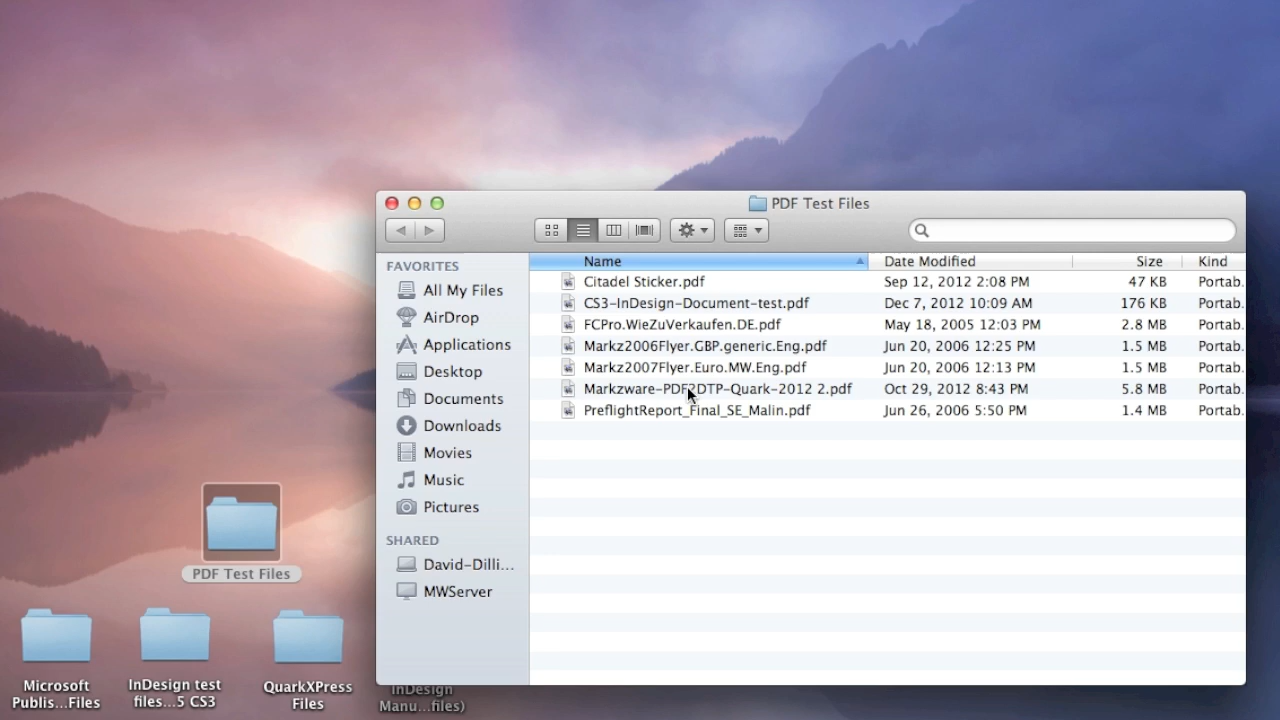 PDF Test Files
Name Date Modified Size Kind
Citadel Sticker.pdf Sep 12, 2012 2:08 PM 47 KB Portab.
CS3-InDesign-Document-test.pdf Dec 7, 2012 10:09 AM 176 KB Portab.
FCPro.WieZuVerkaufen.DE.pdf May 18, 2005 12:03 PM 2.8 MB Portab.
Markz2006Flyer.GBP.generic.Eng.pdf Jun 20, 2006 12:25 PM 1.5 MB Portab.
Markz2007Flyer.Euro.MW.Eng.pdf Jun 20, 2006 12:13 PM 1.5 MB Portab.
Markzware-PDF2DTP-Quark-2012 2.pdf Oct 29, 2012 8:43 PM 5.8 MB Portab.
PreflightReport_Final_SE_Malin.pdf Jun 26, 2006 5:50 PM 1.4 MB Portab.
FAVORITES
All My Files
AirDrop
Applications
Desktop
Documents
Downloads
Movies
Music
Pictures
SHARED
David-Dilli...
MWServer
PDF Test Files
Microsoft
Publis...Files
InDesign test
files...5 CS3
QuarkXPress
Files
InDesign
Manu...files)